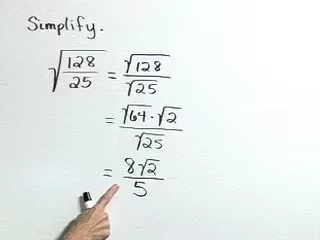 Simplify.
√(128/25) = √128/√25
= √64 · √2/√25
= 8√2/5